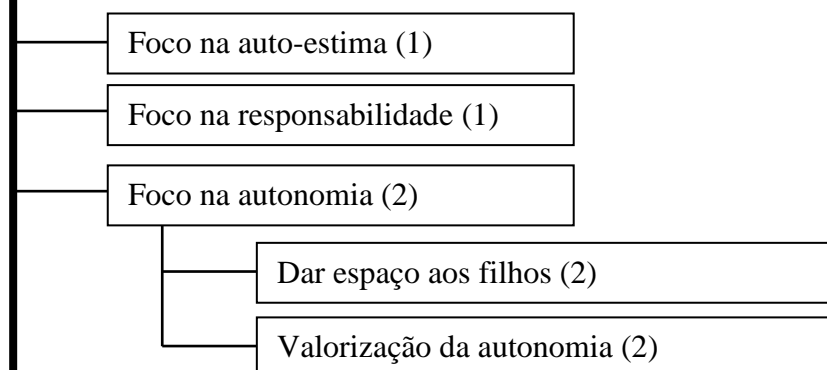 Foco na auto-estima (1)
Foco na responsabilidade (1)
Foco na autonomia (2)
Dar espaço aos filhos (2)
Valorização da autonomia (2)